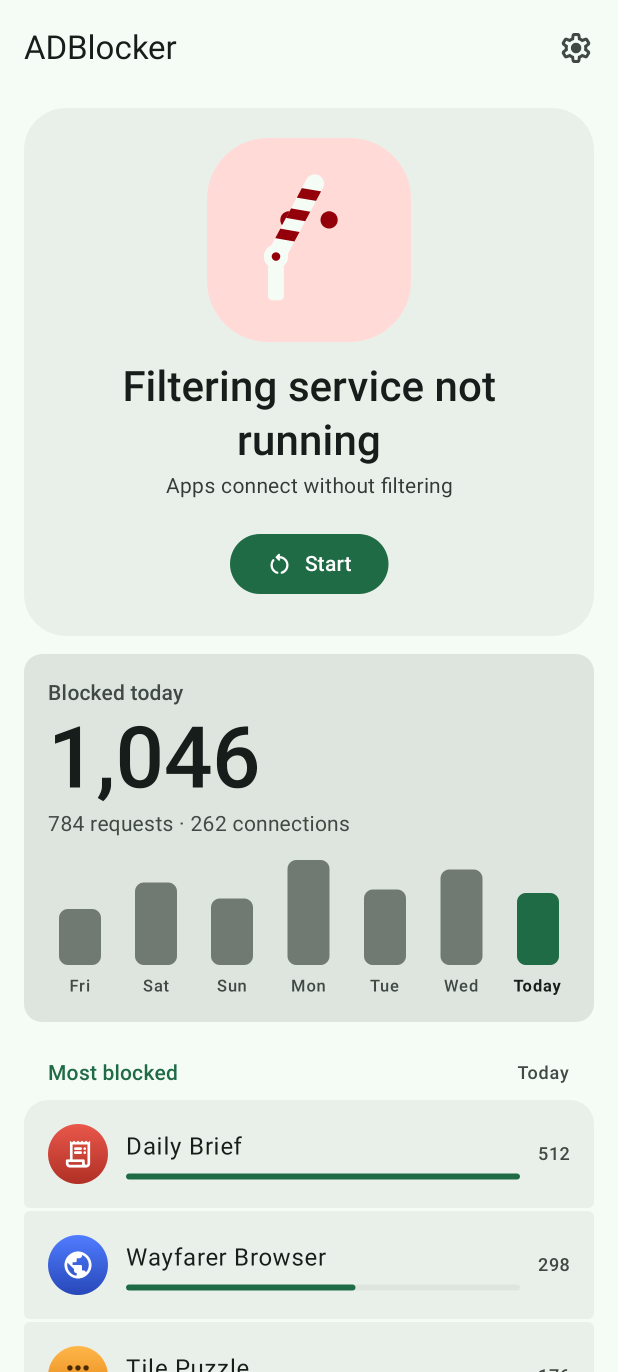 ADBlocker
Filtering service not
running
Apps connect without filtering
Start
Blocked today
1,046
784 requests · 262 connections
Fri Sat Sun Mon Tue Wed Today
Most blocked Today
Daily Brief 512
Wayfarer Browser 298
Tile Puzzle 176